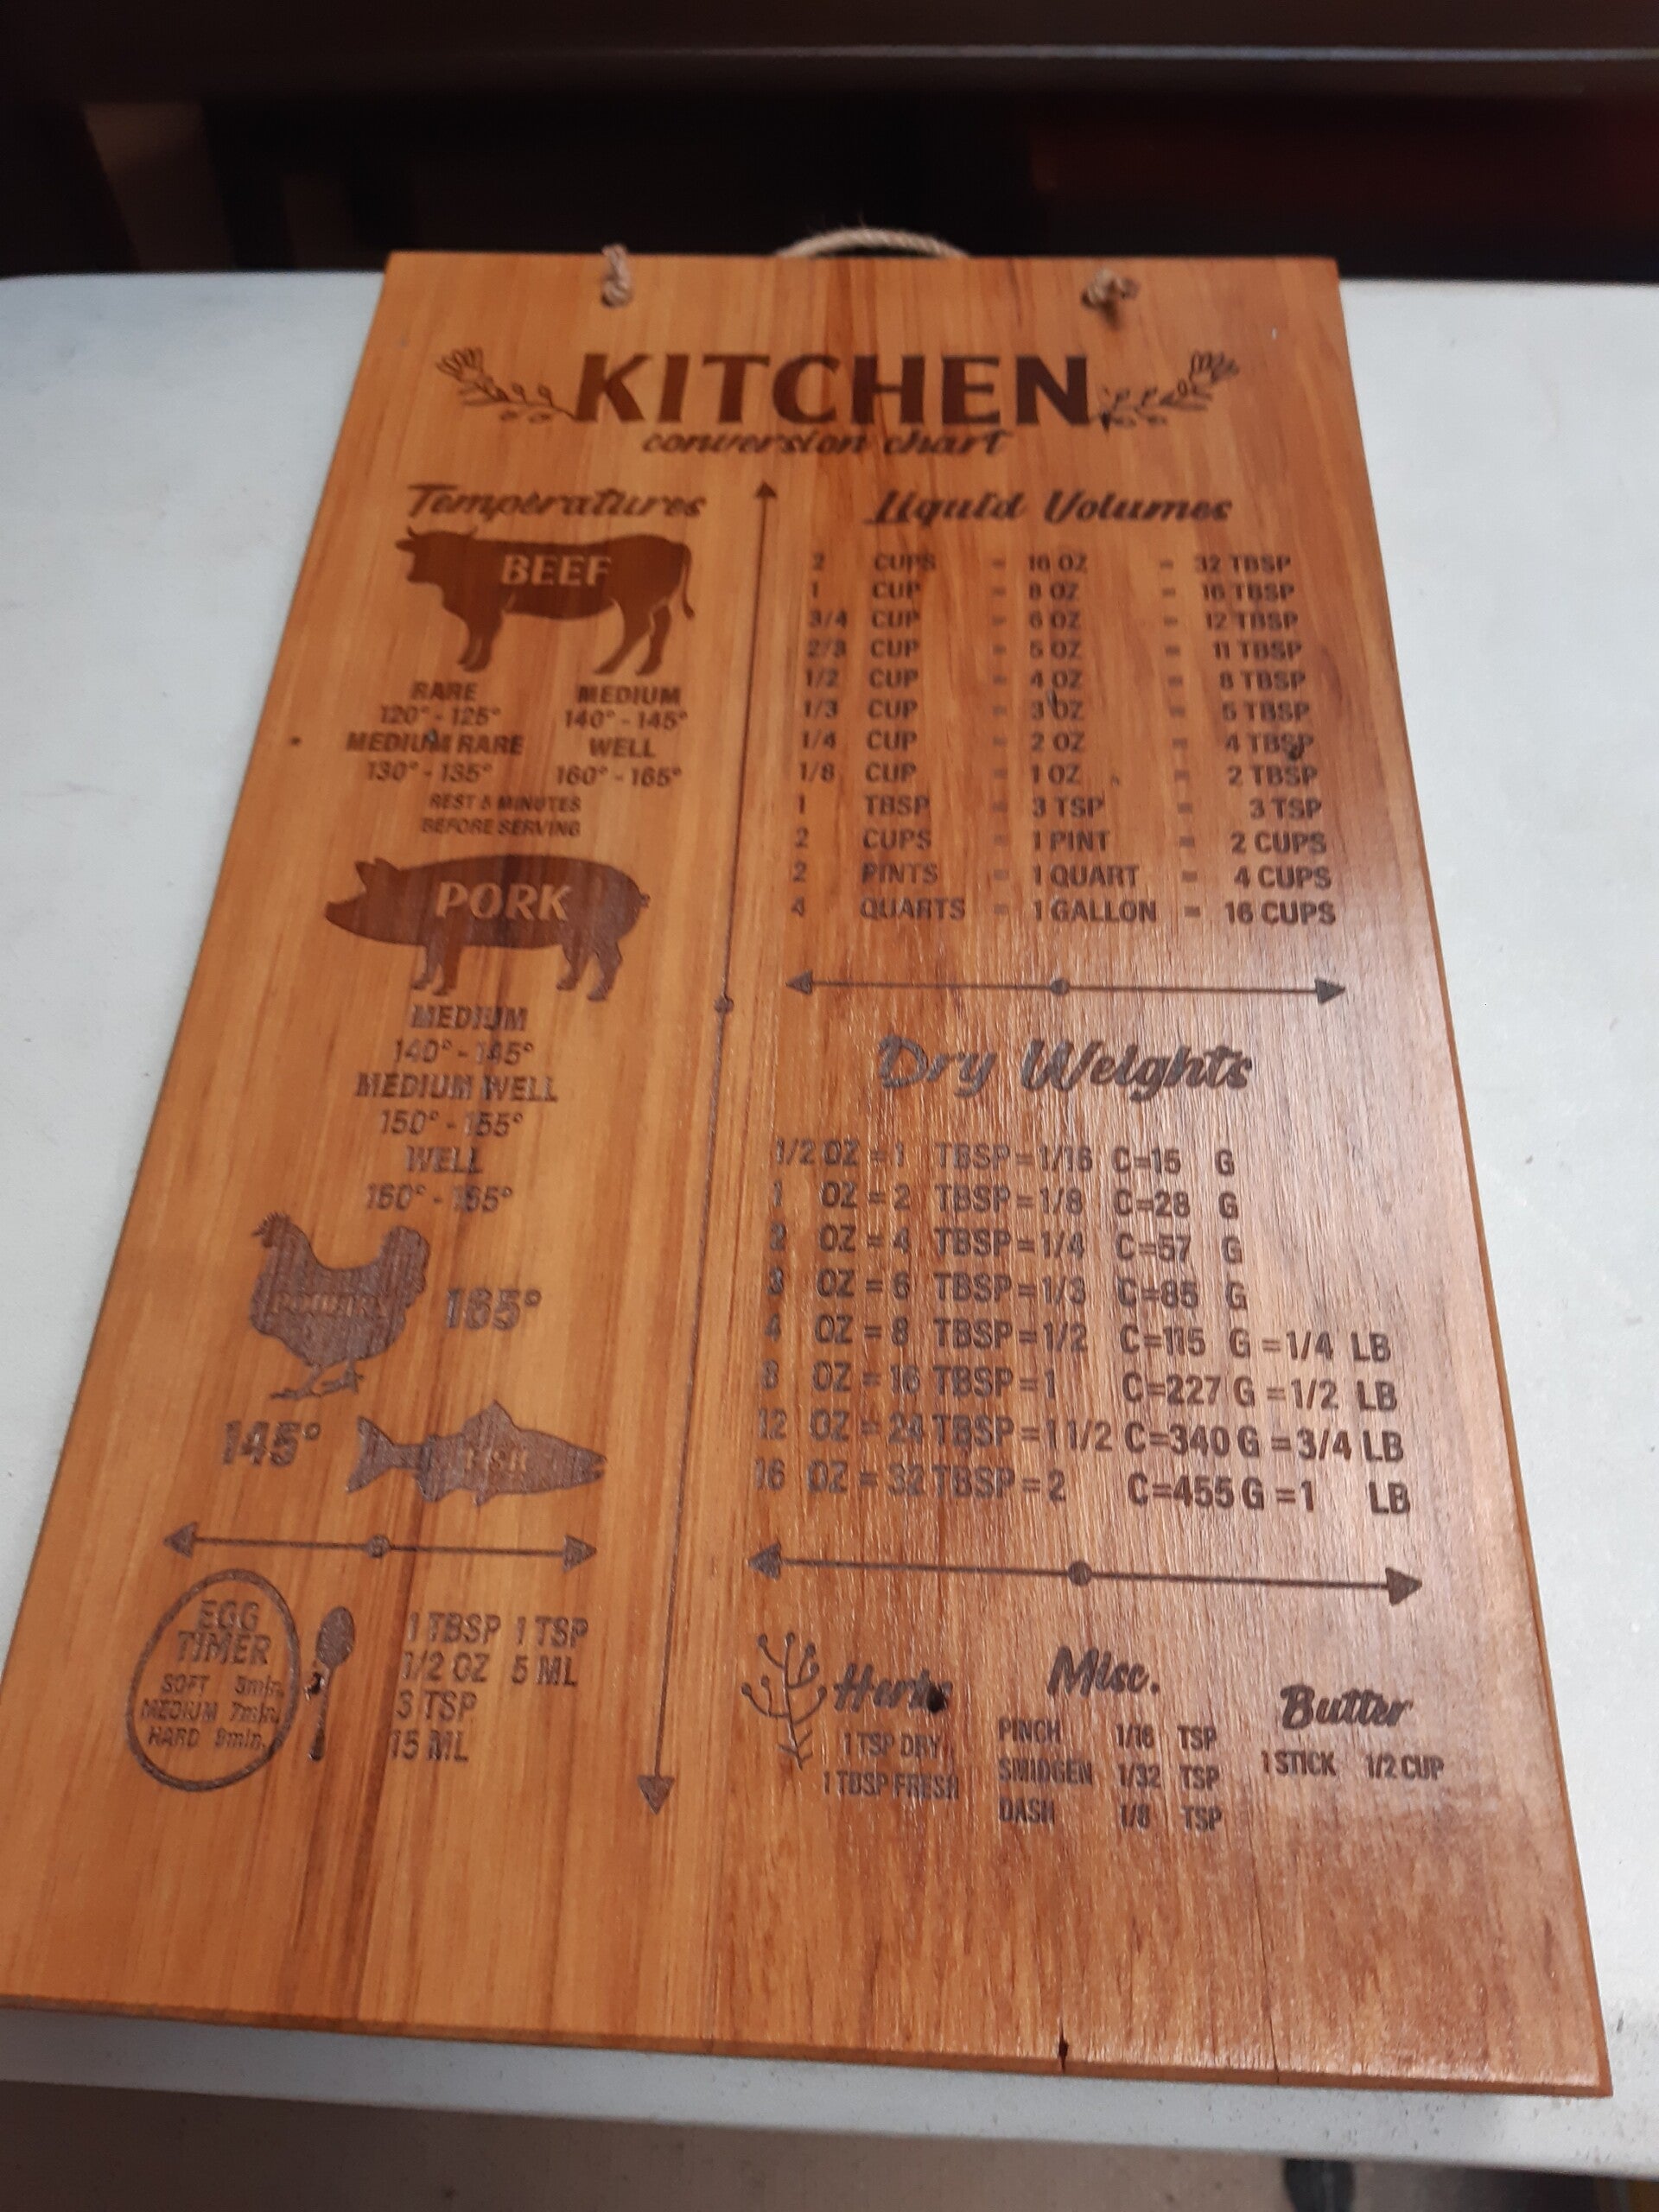 KITCHEN
conversion chart
Temperatures
BEEF
RARE MEDIUM
120° - 125° 140° - 145°
MEDIUM RARE WELL
130° - 135° 160° - 165°
REST 5 MINUTES
BEFORE SERVING
PORK
MEDIUM
140° - 145°
MEDIUM WELL
150° - 155°
WELL
160° - 165°
POULTRY 165°
145° FISH
EGG
TIMER
SOFT 5min.
MEDIUM 7min.
HARD 9min.
1 TBSP 1 TSP
1/2 OZ 5 ML
3 TSP
15 ML
Liquid Volumes
2 CUPS = 16 OZ = 32 TBSP
1 CUP = 8 OZ = 16 TBSP
3/4 CUP = 6 OZ = 12 TBSP
2/3 CUP = 5 OZ = 11 TBSP
1/2 CUP = 4 OZ = 8 TBSP
1/3 CUP = 3 OZ = 5 TBSP
1/4 CUP = 2 OZ = 4 TBSP
1/8 CUP = 1 OZ = 2 TBSP
1 TBSP = 3 TSP = 3 TSP
2 CUPS = 1 PINT = 2 CUPS
2 PINTS = 1 QUART = 4 CUPS
4 QUARTS = 1 GALLON = 16 CUPS
Dry Weights
1/2 OZ = 1 TBSP = 1/16 C=15 G
1 OZ = 2 TBSP = 1/8 C=28 G
2 OZ = 4 TBSP = 1/4 C=57 G
3 OZ = 6 TBSP = 1/3 C=85 G
4 OZ = 8 TBSP = 1/2 C=115 G = 1/4 LB
8 OZ = 16 TBSP = 1 C=227 G = 1/2 LB
12 OZ = 24 TBSP = 1 1/2 C=340 G = 3/4 LB
16 OZ = 32 TBSP = 2 C=455 G = 1 LB
Herbs
1 TSP DRY
1 TBSP FRESH
Misc.
PINCH 1/16 TSP
SMIDGEN 1/32 TSP
DASH 1/8 TSP
Butter
1 STICK 1/2 CUP